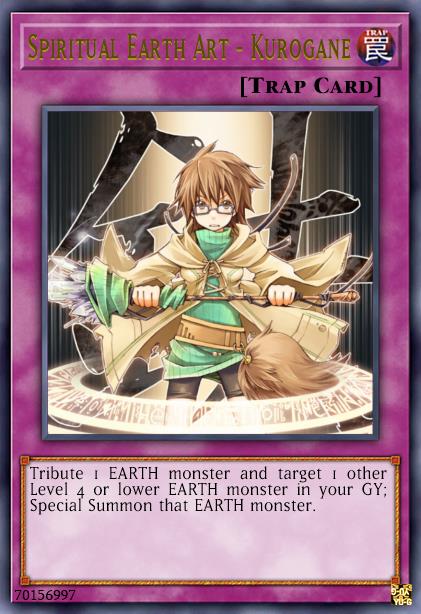 Spiritual Earth Art - Kurogane
TRAP
罠
[Trap Card]
Tribute 1 EARTH monster and target 1 other
Level 4 or lower EARTH monster in your GY;
Special Summon that EARTH monster.
70156997